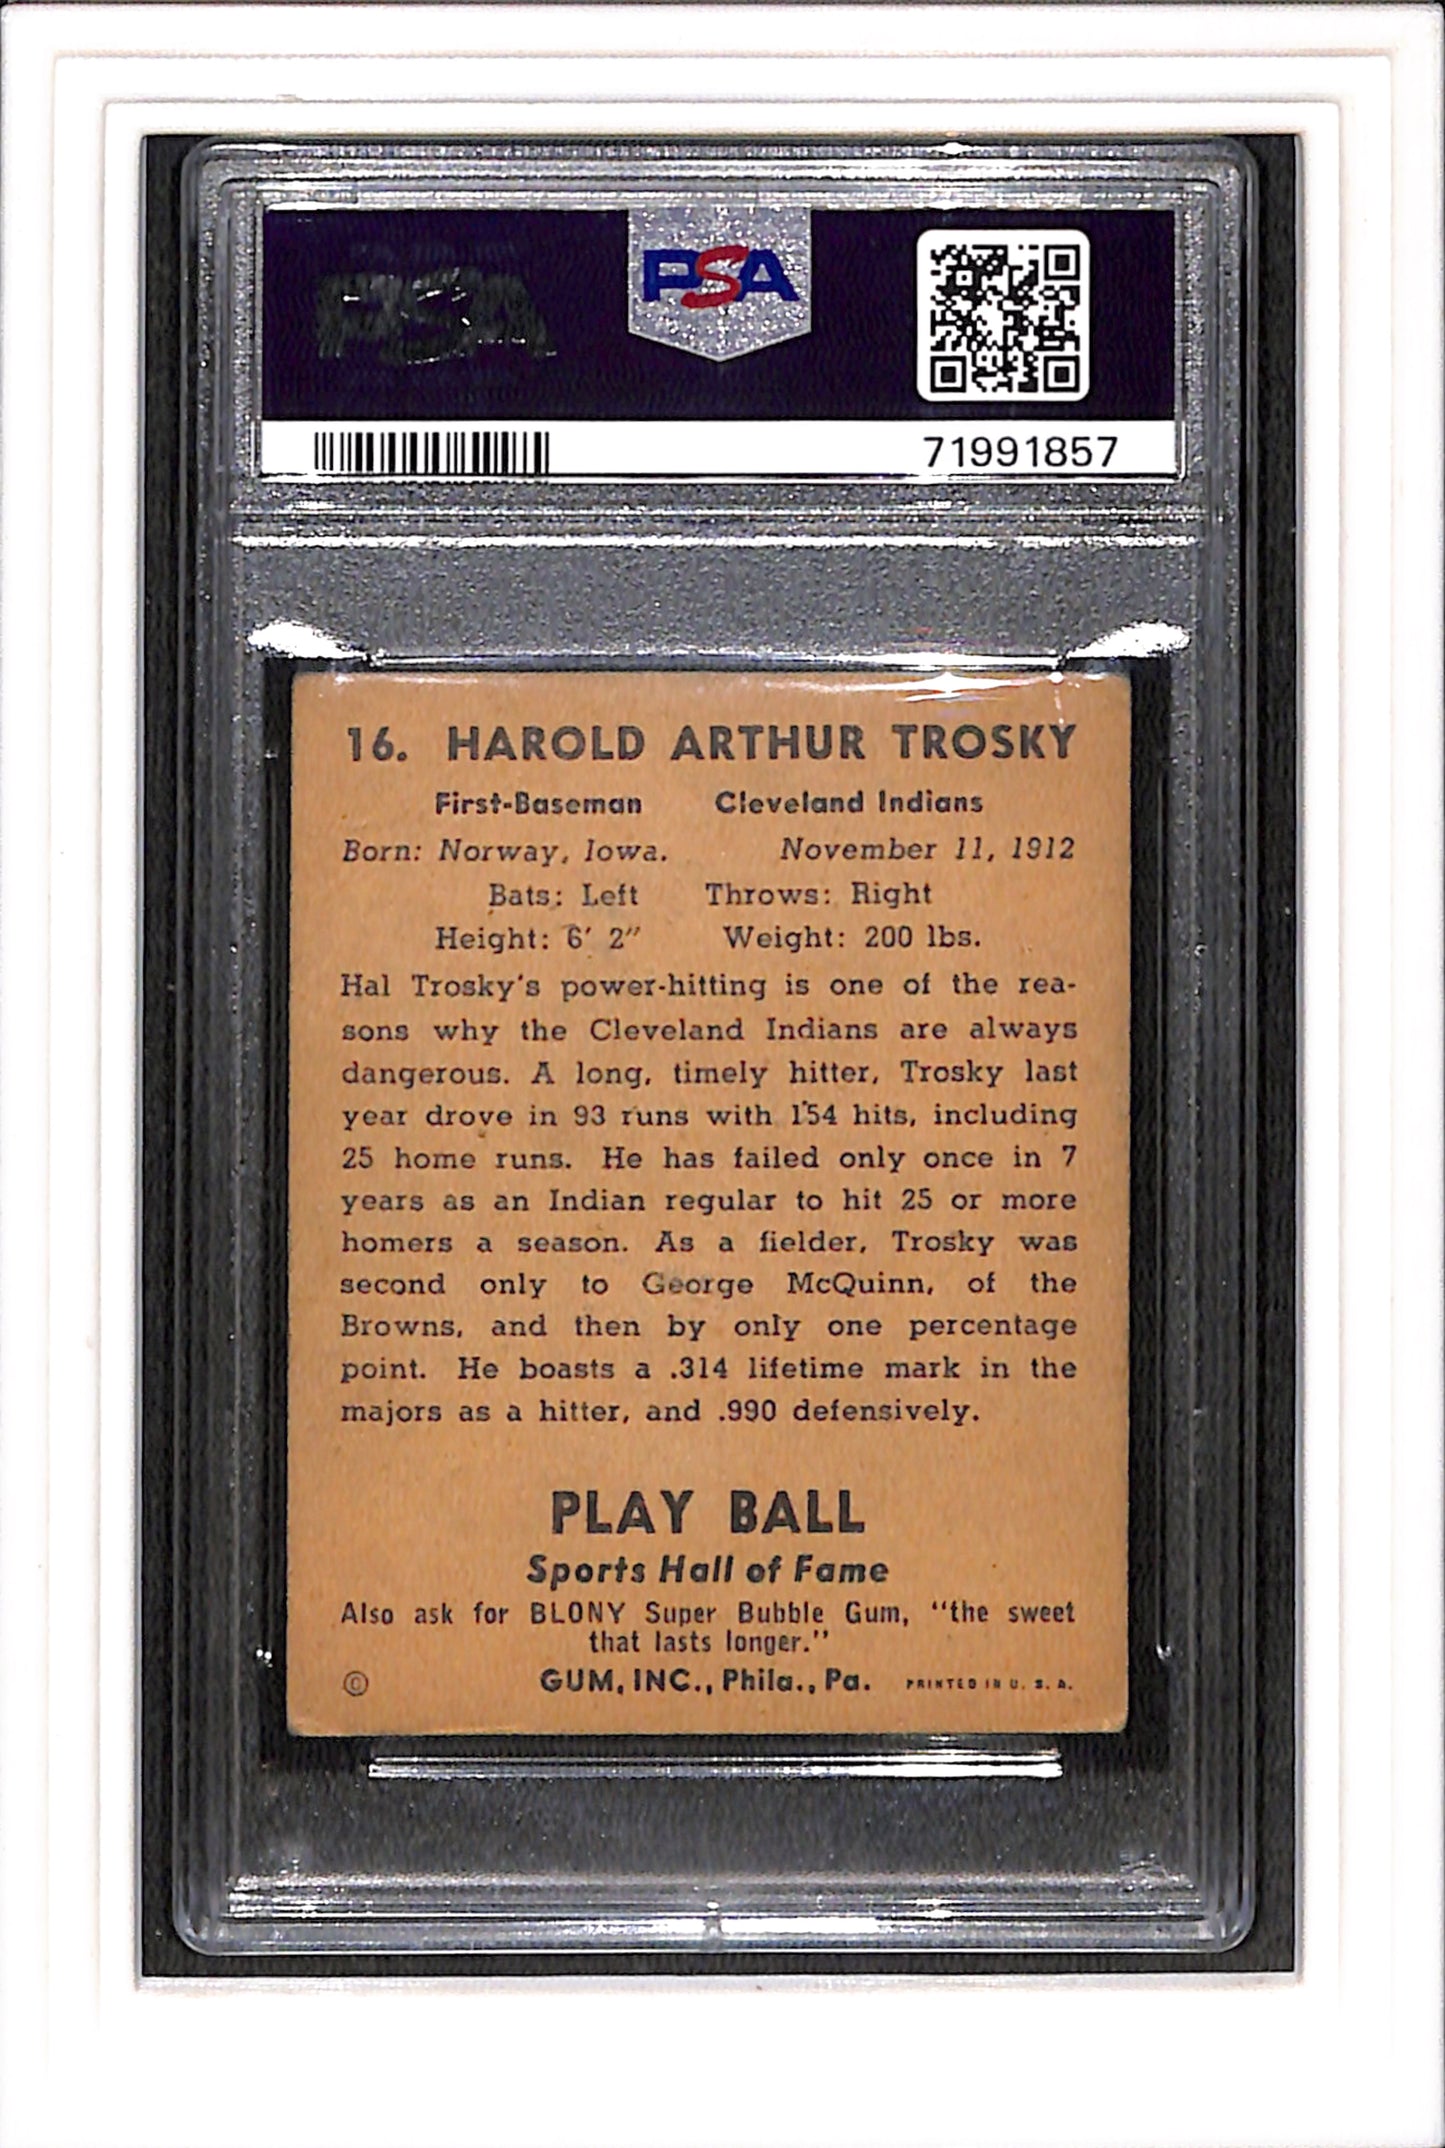 PSA
PSA
71991857
16. HAROLD ARTHUR TROSKY
First-Baseman Cleveland Indians
Born: Norway, Iowa. November 11, 1912
Bats: Left Throws: Right
Height: 6' 2" Weight: 200 lbs.
Hal Trosky's power-hitting is one of the rea-
sons why the Cleveland Indians are always
dangerous. A long, timely hitter, Trosky last
year drove in 93 runs with 154 hits, including
25 home runs. He has failed only once in 7
years as an Indian regular to hit 25 or more
homers a season. As a fielder, Trosky was
second only to George McQuinn, of the
Browns, and then by only one percentage
point. He boasts a .314 lifetime mark in the
majors as a hitter, and .990 defensively.
PLAY BALL
Sports Hall of Fame
Also ask for BLONY Super Bubble Gum, "the sweet
that lasts longer."
© GUM, INC., Phila., Pa. PRINTED IN U. S. A.